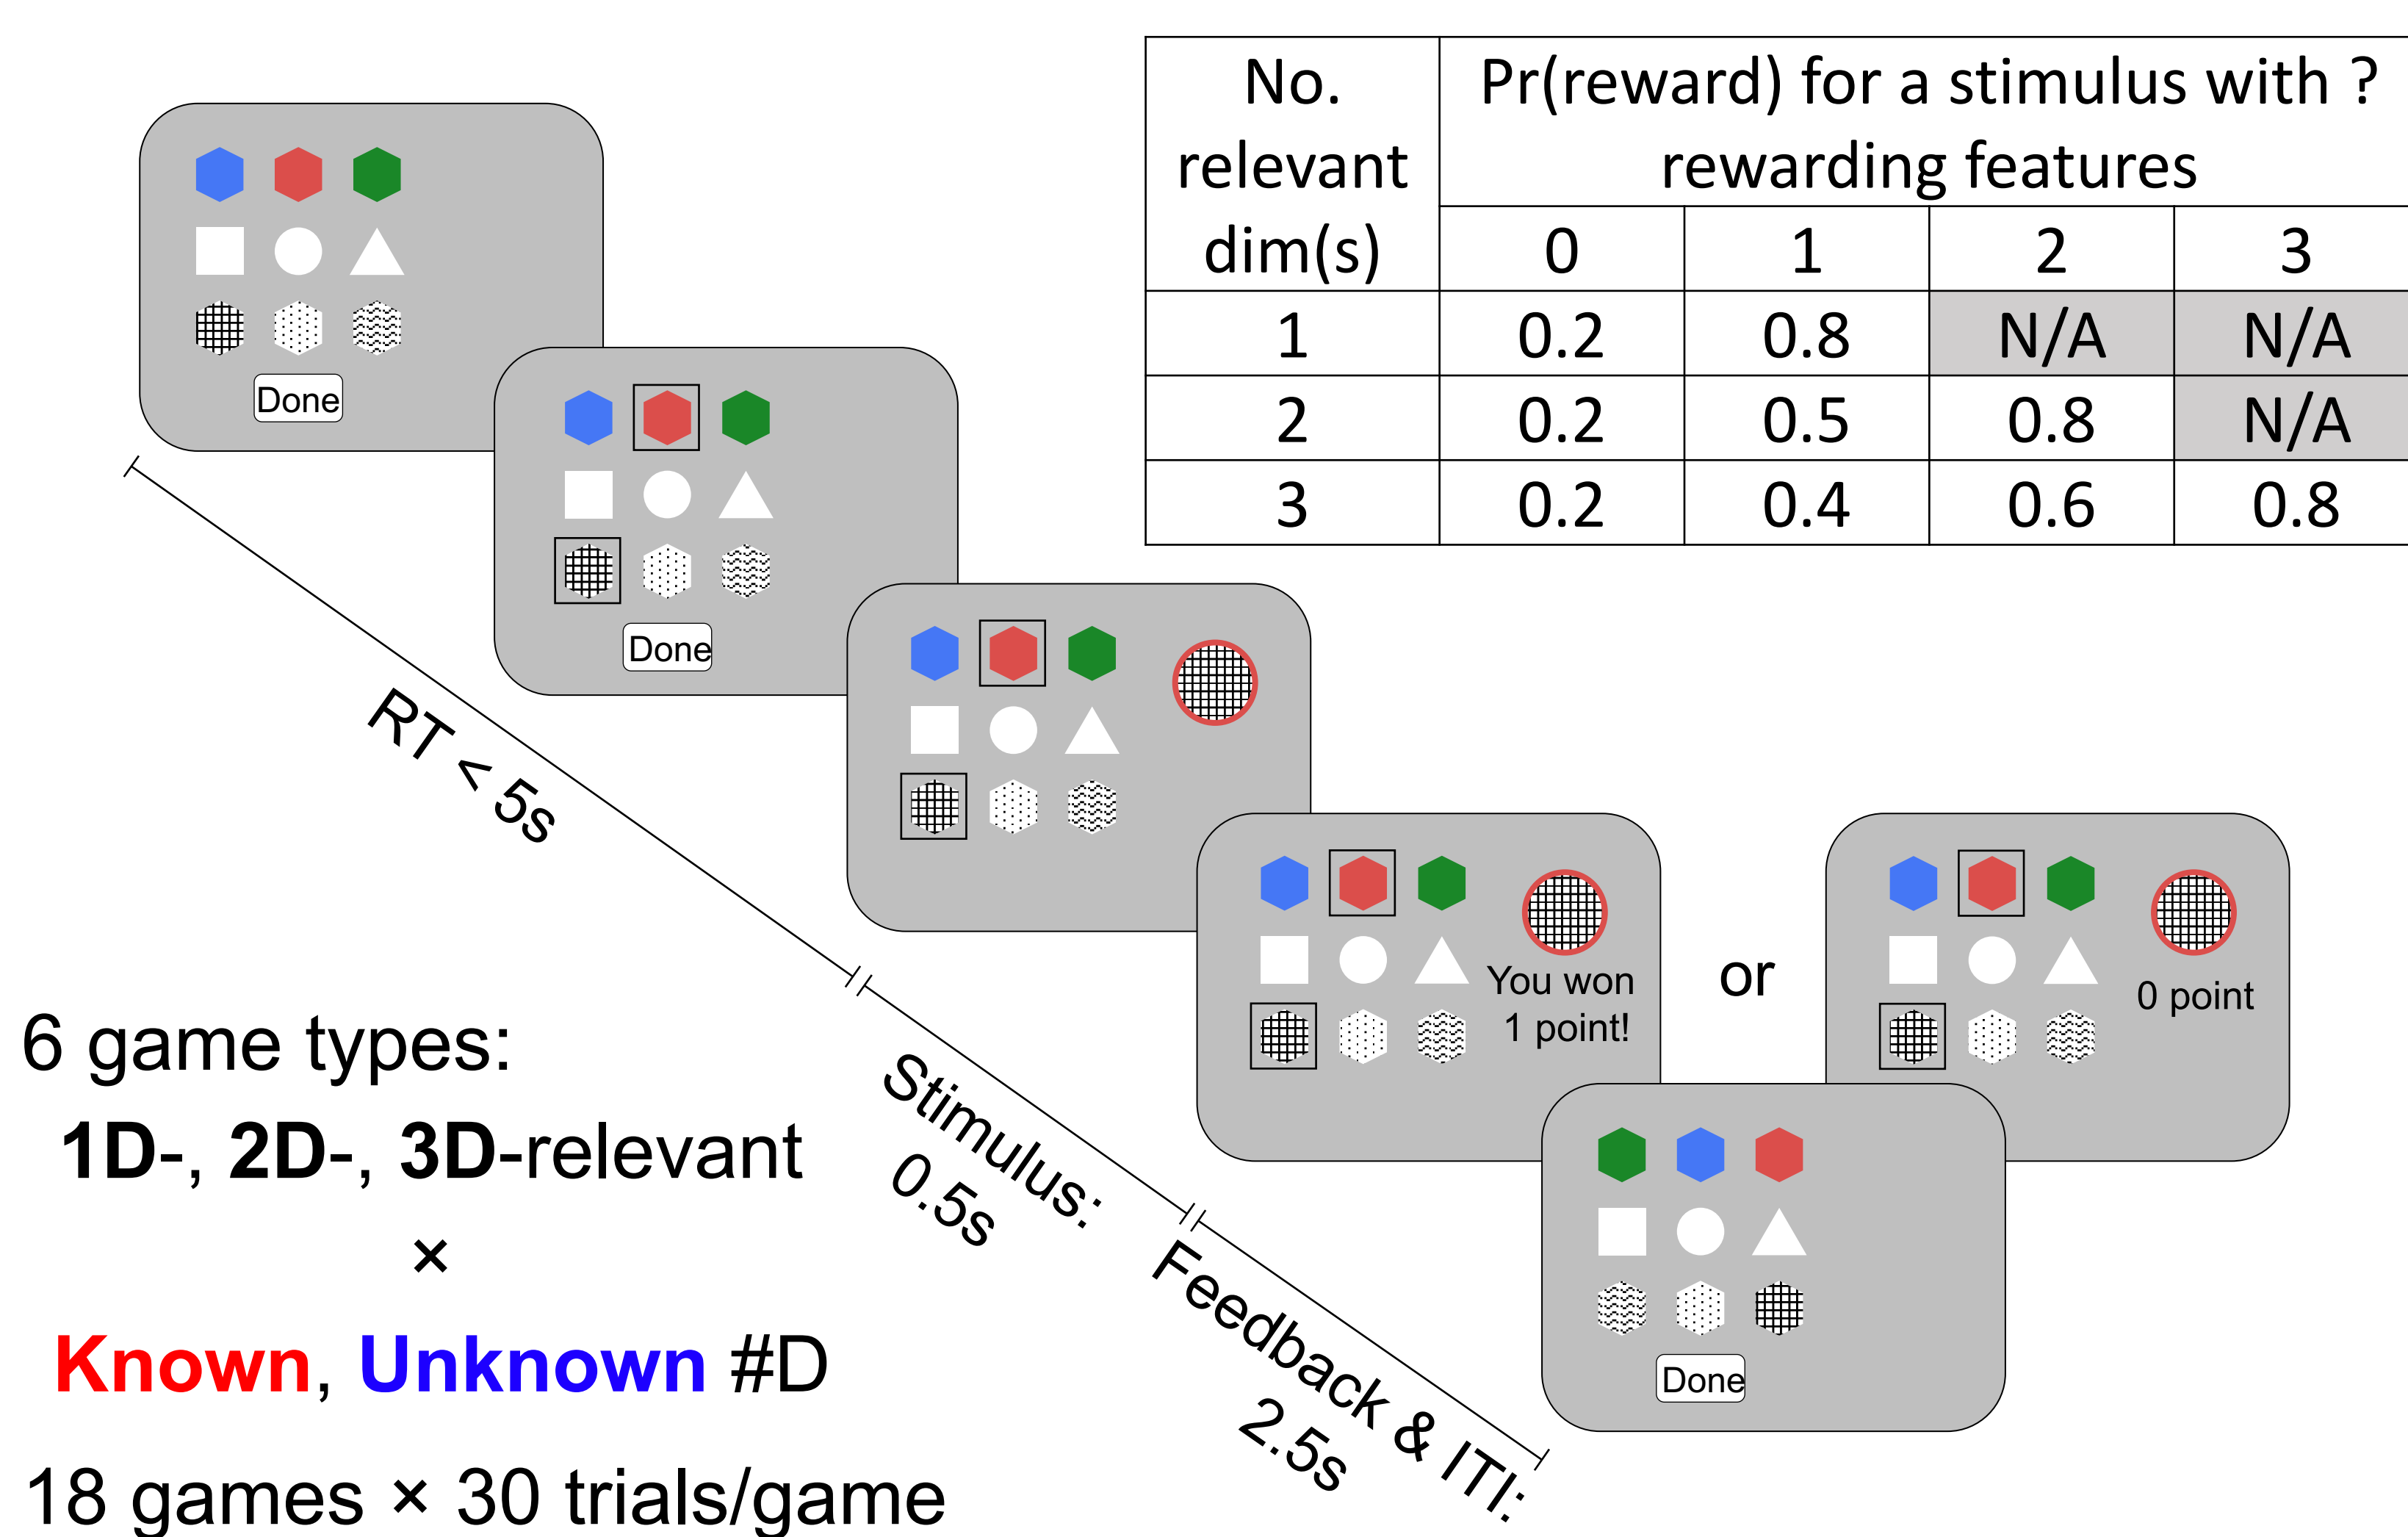 No. relevant dim(s)
Pr(reward) for a stimulus with ?
rewarding features
0 1 2 3
1 0.2 0.8 N/A N/A
2 0.2 0.5 0.8 N/A
3 0.2 0.4 0.6 0.8
Done
Done
RT < 5s
You won
1 point!
or
0 point
Stimulus:
0.5s
Feedback & ITI:
2.5s
Done
6 game types:
1D-, 2D-, 3D-relevant
×
Known, Unknown #D
18 games × 30 trials/game